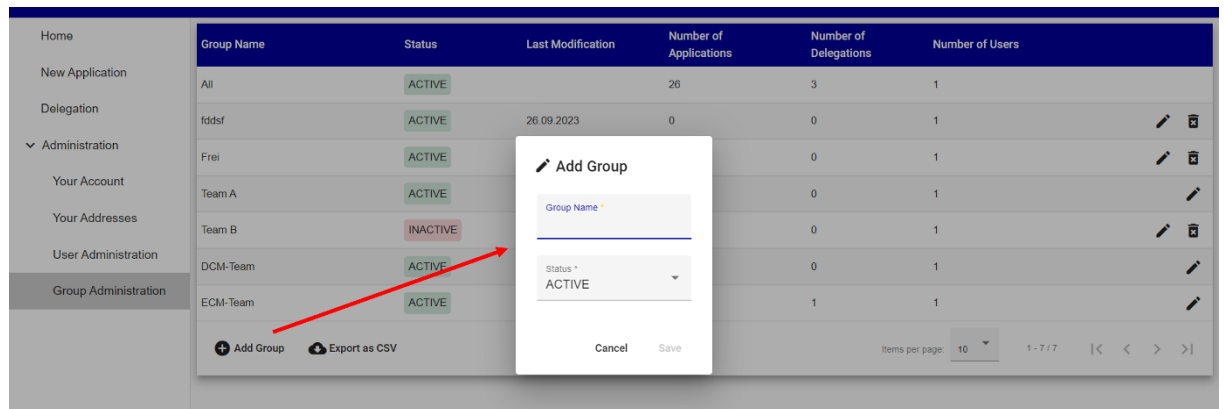 Home
New Application
Delegation
Administration
Your Account
Your Addresses
User Administration
Group Administration
Group Name Status Last Modification Number of Applications Number of Delegations Number of Users
All ACTIVE 26 3 1
fddsf ACTIVE 26.09.2023 0 0 1
Frei ACTIVE 0 1
Team A ACTIVE 0 1
Team B INACTIVE 0 1
DCM-Team ACTIVE 0 1
ECM-Team ACTIVE 1 1
Add Group Export as CSV Items per page: 10 1 - 7 / 7
Add Group
Group Name *
Status *
ACTIVE
Cancel Save